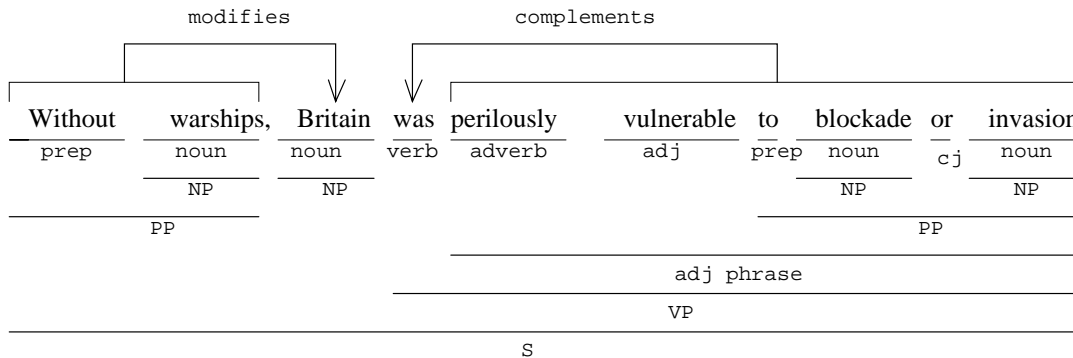 modifies complements
Without warships, Britain was perilously vulnerable to blockade or invasion
prep noun noun verb adverb adj prep noun cj noun
NP NP NP NP
PP PP
adj phrase
VP
S